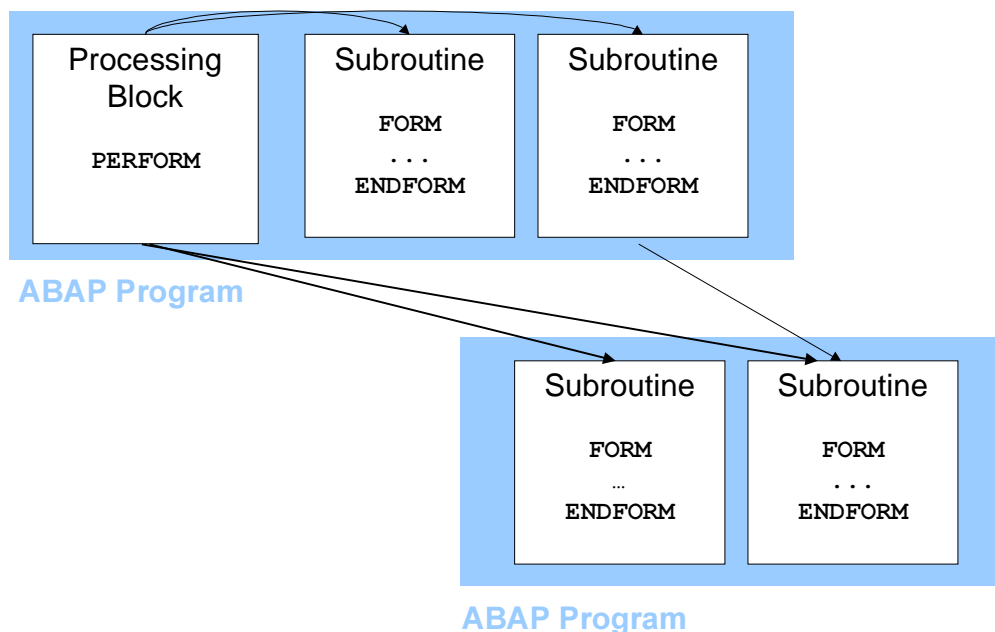 Processing
Block
PERFORM
Subroutine
FORM
...
ENDFORM
Subroutine
FORM
...
ENDFORM
ABAP Program
Subroutine
FORM
...
ENDFORM
Subroutine
FORM
...
ENDFORM
ABAP Program